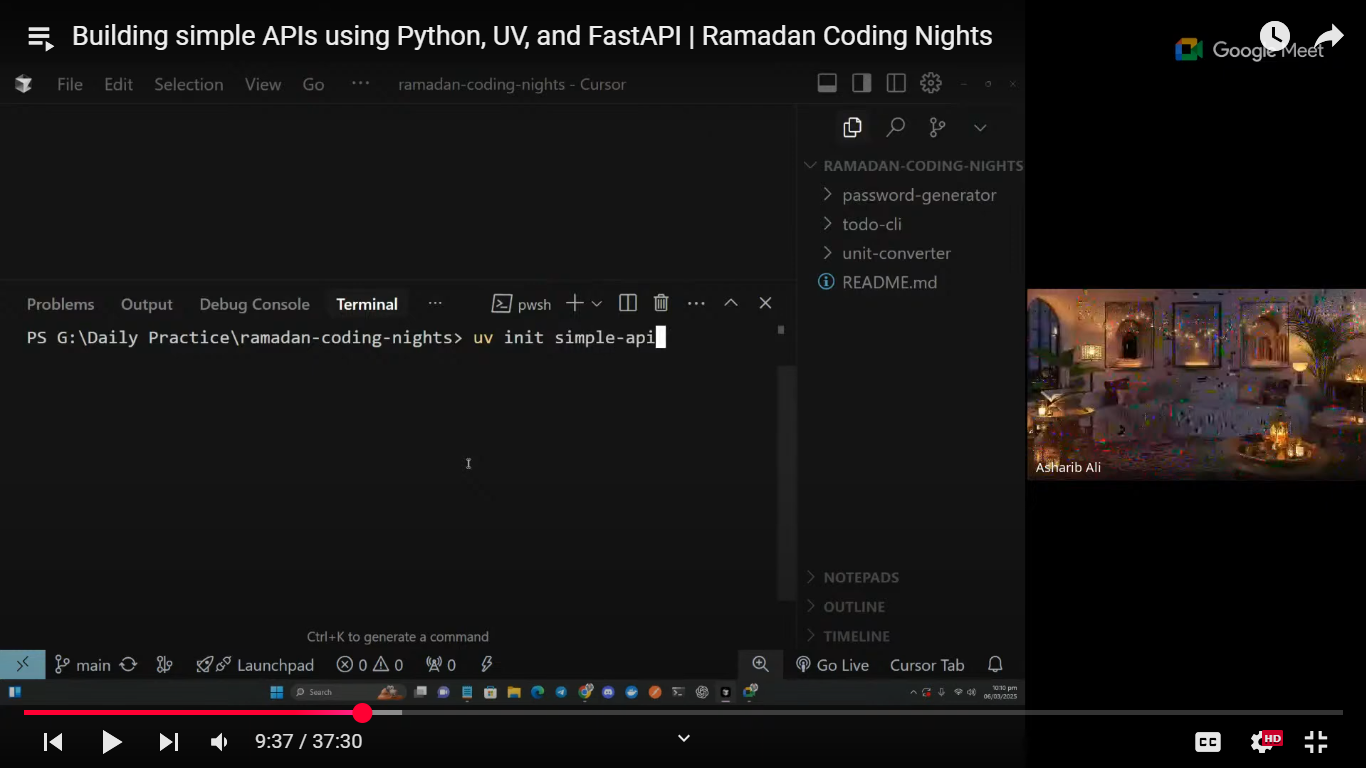 Building simple APIs using Python, UV, and FastAPI | Ramadan Coding Nights
Google Meet
File Edit Selection View Go ··· ramadan-coding-nights - Cursor
RAMADAN-CODING-NIGHTS
password-generator
todo-cli
unit-converter
README.md
Problems Output Debug Console Terminal ··· pwsh
PS G:\Daily Practice\ramadan-coding-nights> uv init simple-api
Asharib Ali
NOTEPADS
OUTLINE
TIMELINE
Ctrl+K to generate a command
main Launchpad 0 0 0 Go Live Cursor Tab
Search
10:10 pm
06/03/2025
9:37 / 37:30
CC
HD